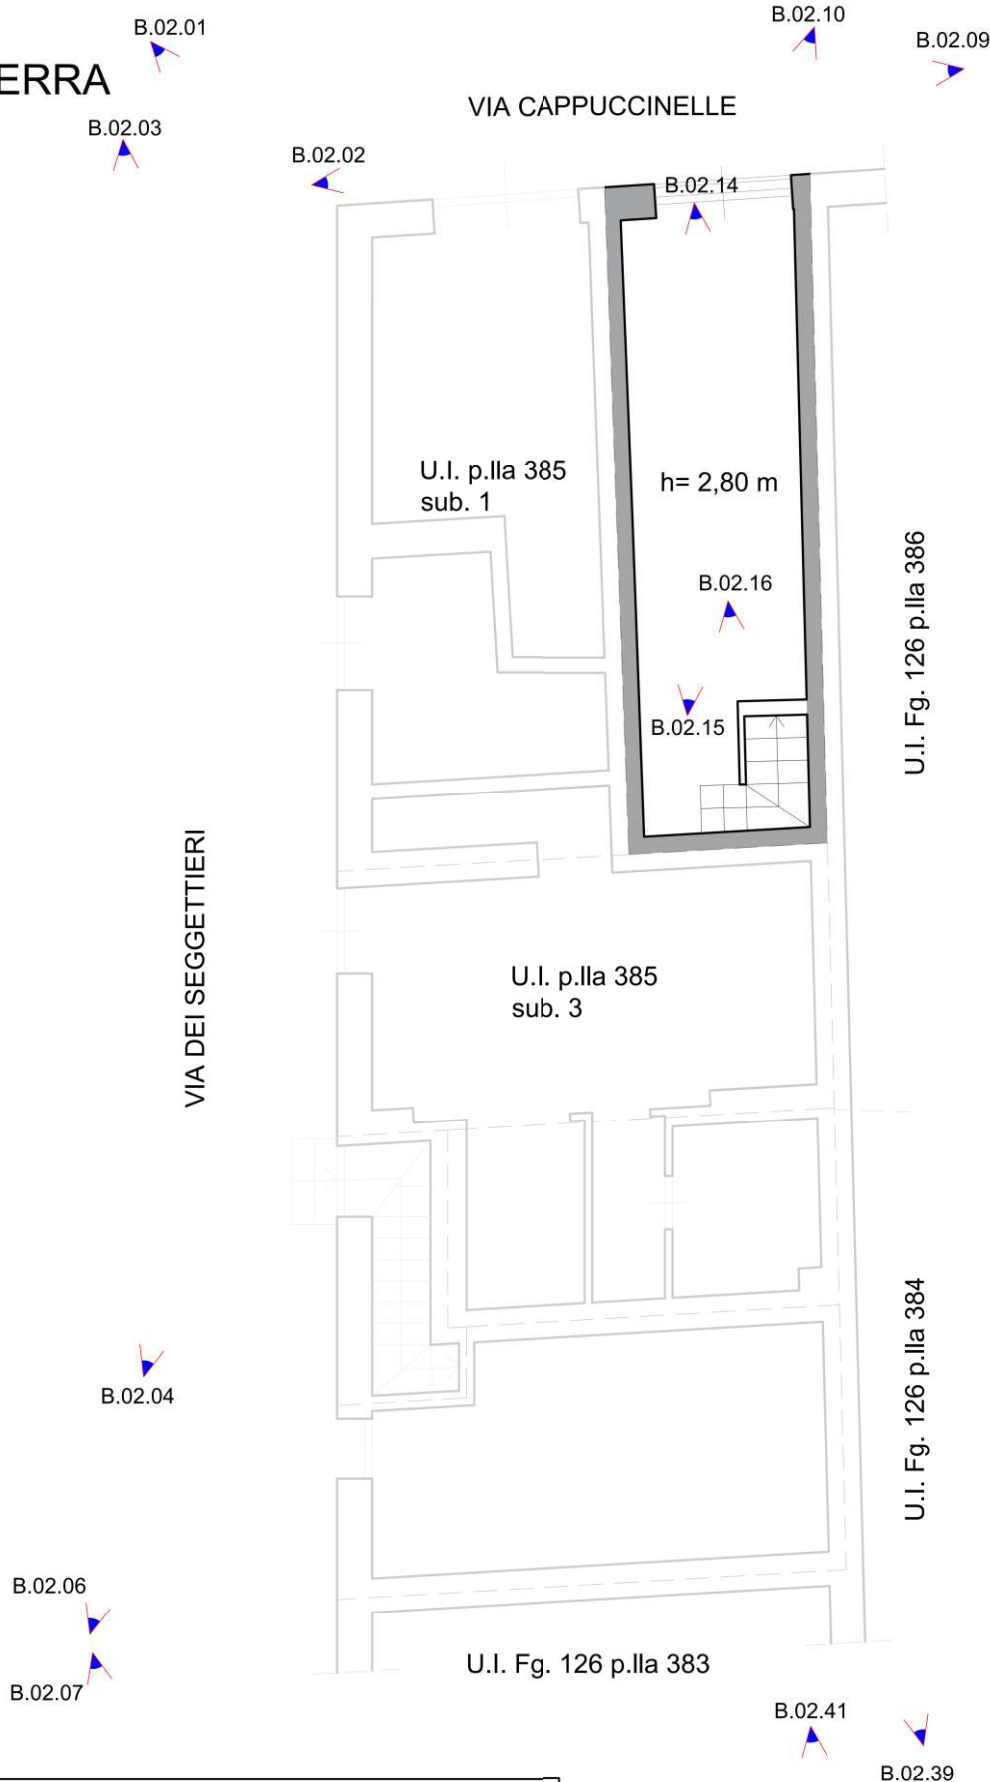 B.02.01
B.02.10
B.02.09
ERRA
VIA CAPPUCCINELLE
B.02.03
B.02.02
B.02.14
U.I. p.lla 385
sub. 1
h= 2,80 m
B.02.16
U.I. Fg. 126 p.lla 386
B.02.15
VIA DEI SEGGETTIERI
U.I. p.lla 385
sub. 3
U.I. Fg. 126 p.lla 384
B.02.04
B.02.06
B.02.07
U.I. Fg. 126 p.lla 383
B.02.41
B.02.39